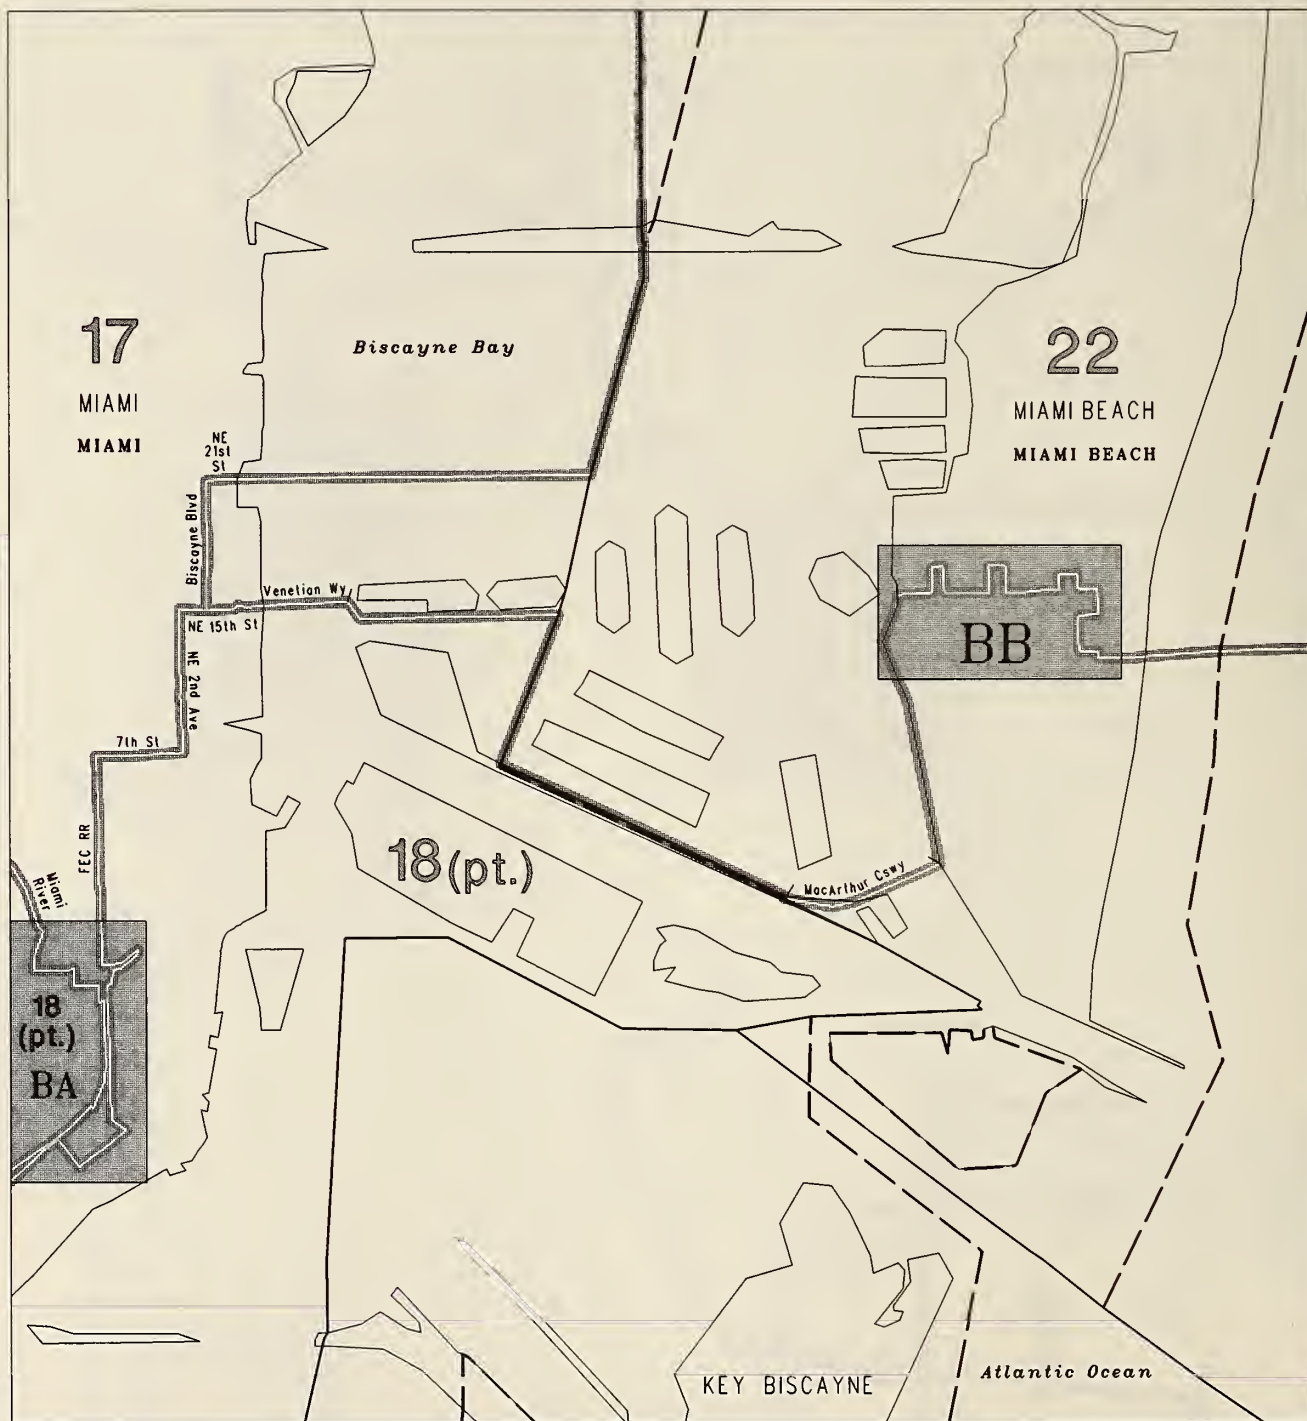 17
MIAMI
MIAMI
Biscayne Bay
22
MIAMI BEACH
MIAMI BEACH
NE
21st
St
Biscayne Blvd
Venetian Wy
NE 15th St
NE 2nd Ave
7th St
FEC RR
Miami
River
BB
18 (pt.)
MacArthur Cswy
18
(pt.)
BA
KEY BISCAYNE
Atlantic Ocean